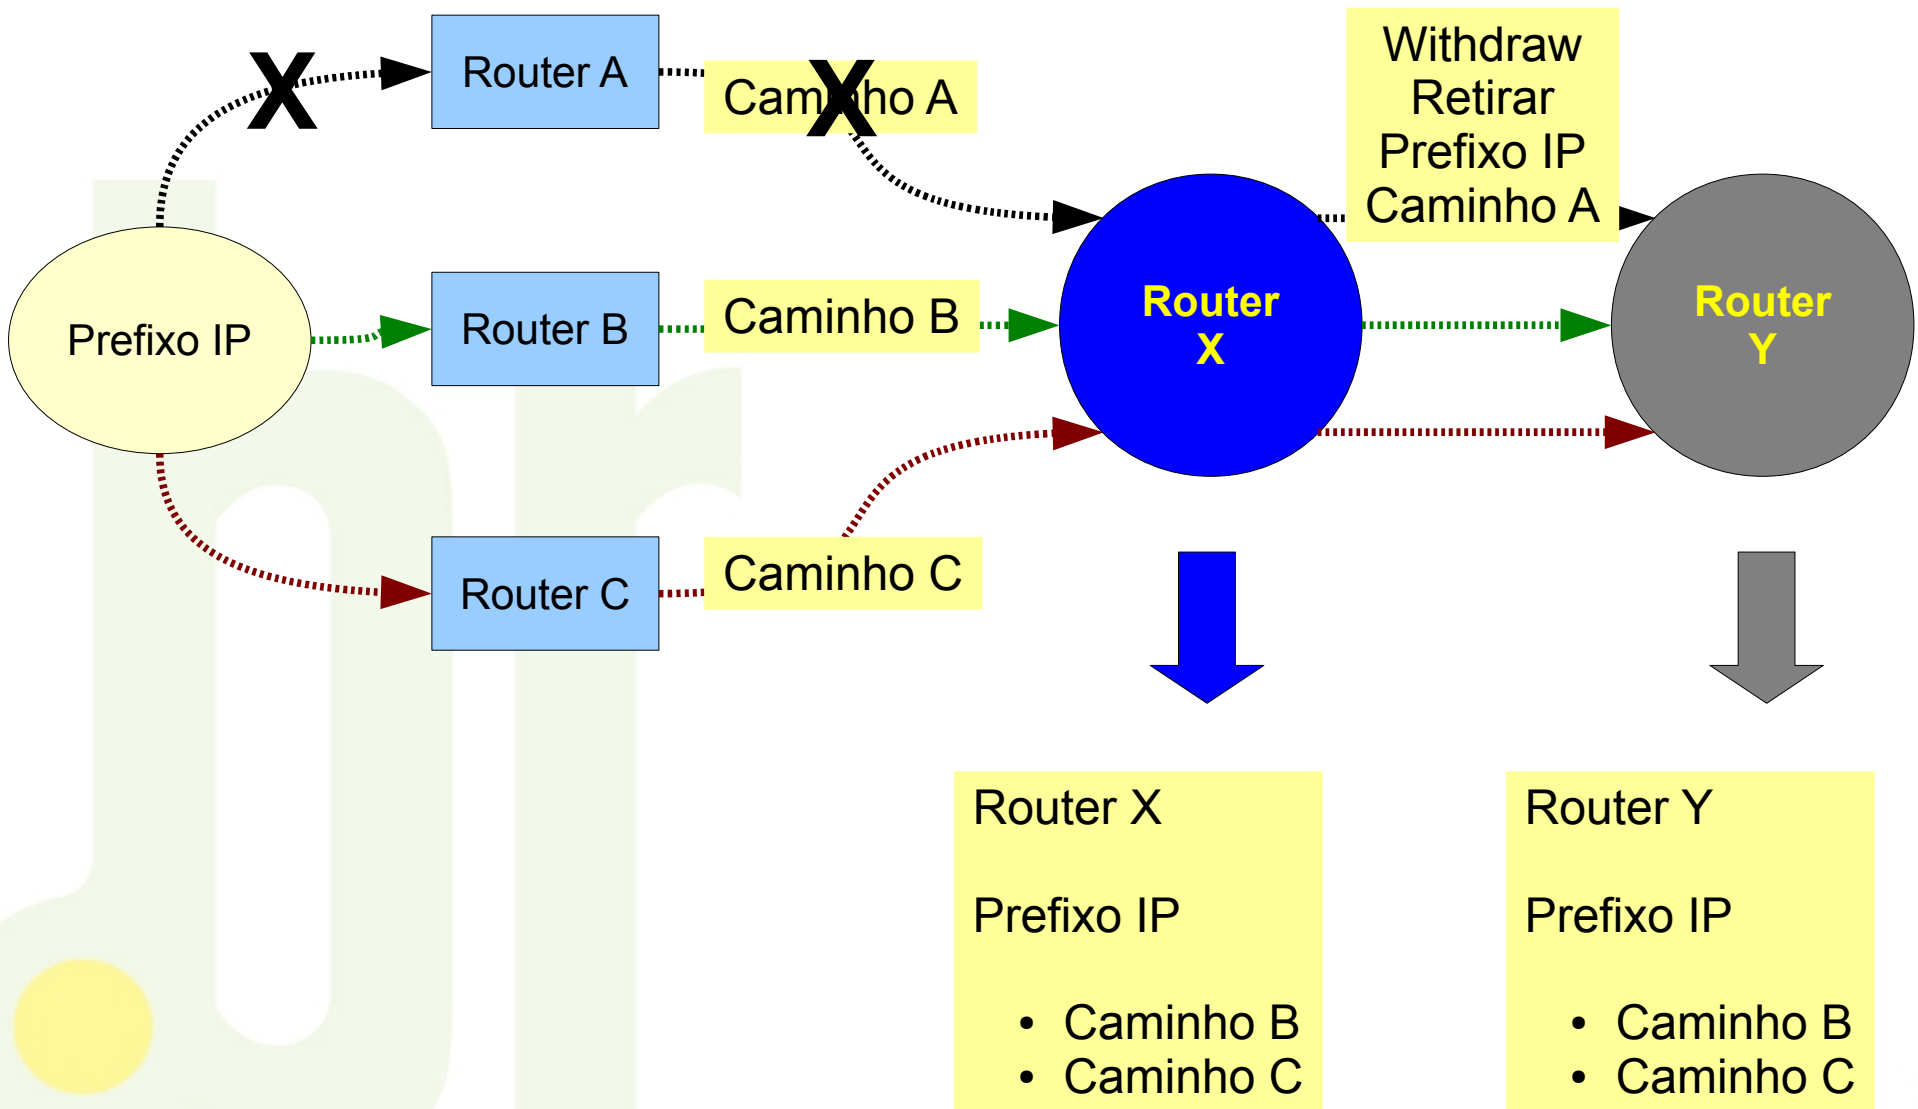 X
Router A
Caminho A
X
Withdraw
Retirar
Prefixo IP
Caminho A
Prefixo IP
Router B
Caminho B
Router
X
Router
Y
Router C
Caminho C
Router X
Prefixo IP
• Caminho B
• Caminho C
Router Y
Prefixo IP
• Caminho B
• Caminho C
.br